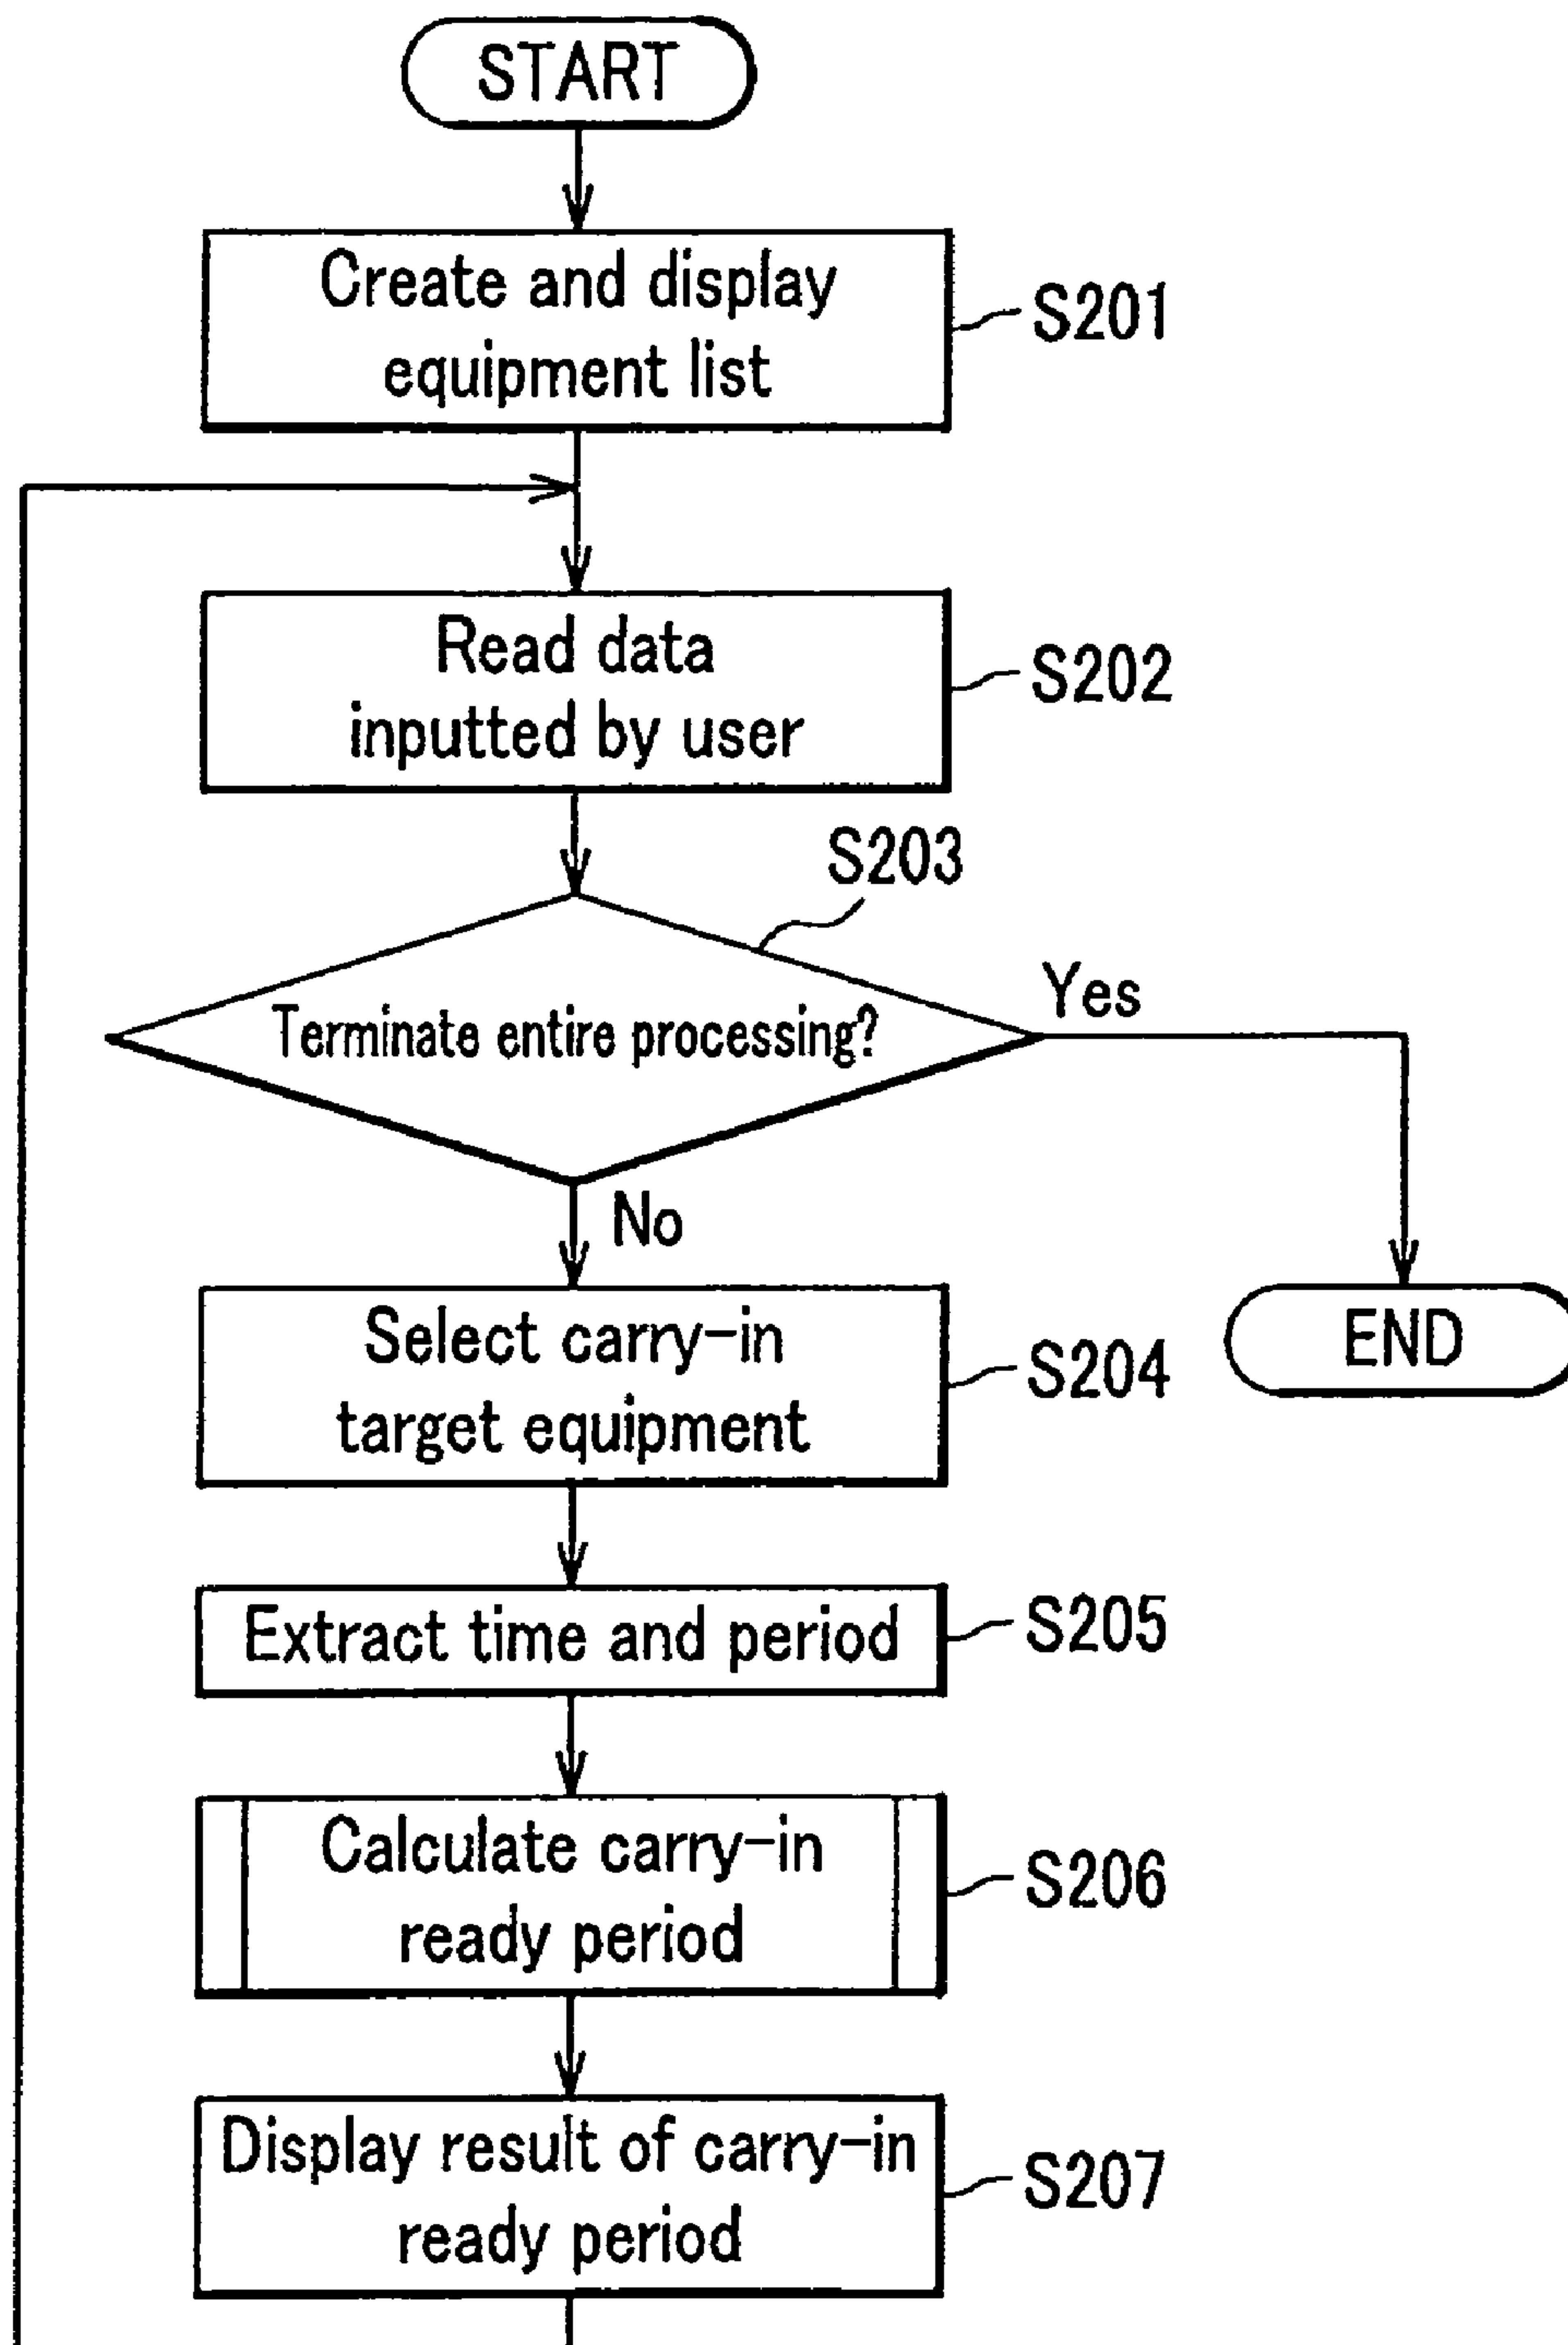 START
Create and display
equipment list
S201
Read data
inputted by user
S202
S203
Terminate entire processing?
Yes
No
Select carry-in
target equipment
S204
END
Extract time and period
S205
Calculate carry-in
ready period
S206
Display result of carry-in
ready period
S207